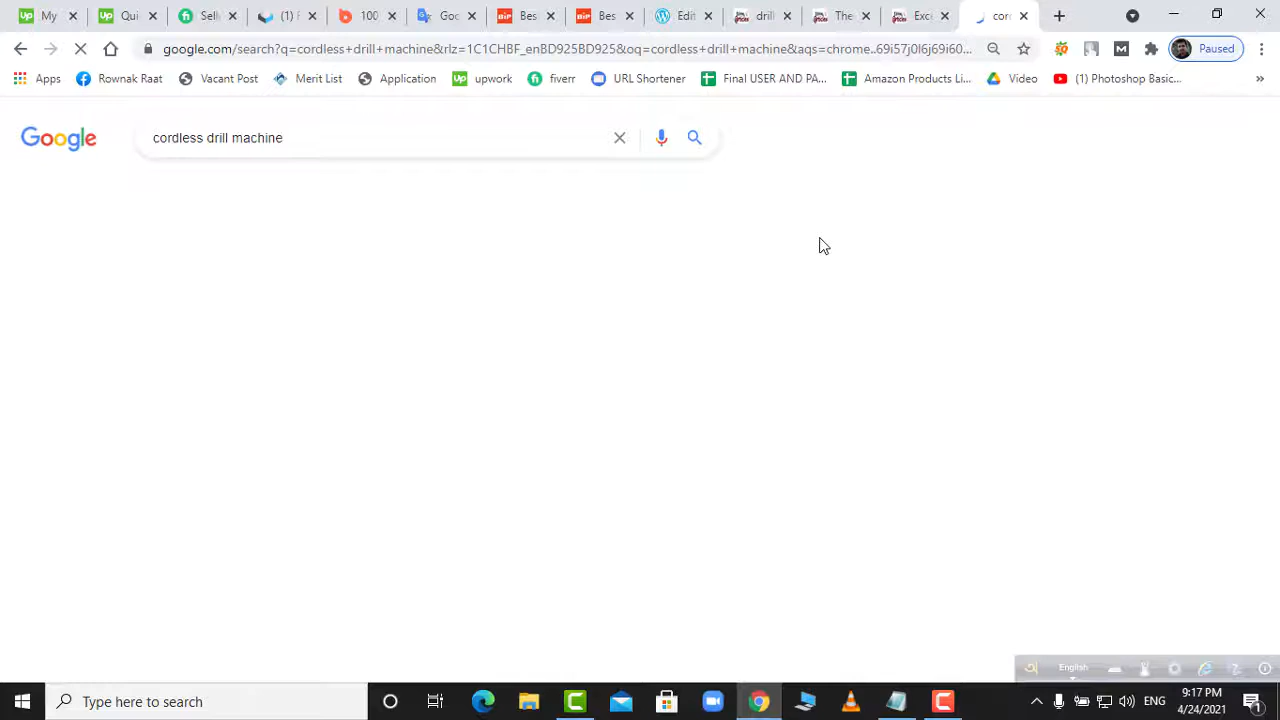 My
Qui
Selli
(1) F
100
Goo
Bes
Bes
Edit
drill
The
Exc
cor
google.com/search?q=cordless+drill+machine&rlz=1C1CHBF_enBD925BD925&oq=cordless+drill+machine&aqs=chrome..69i57j0l6j69i60...
Paused
Apps
Rownak Raat
Vacant Post
Merit List
Application
upwork
fiverr
URL Shortener
Final USER AND PA...
Amazon Products Li...
Video
(1) Photoshop Basic...
Google
cordless drill machine
English
Type here to search
ENG
9:17 PM
4/24/2021